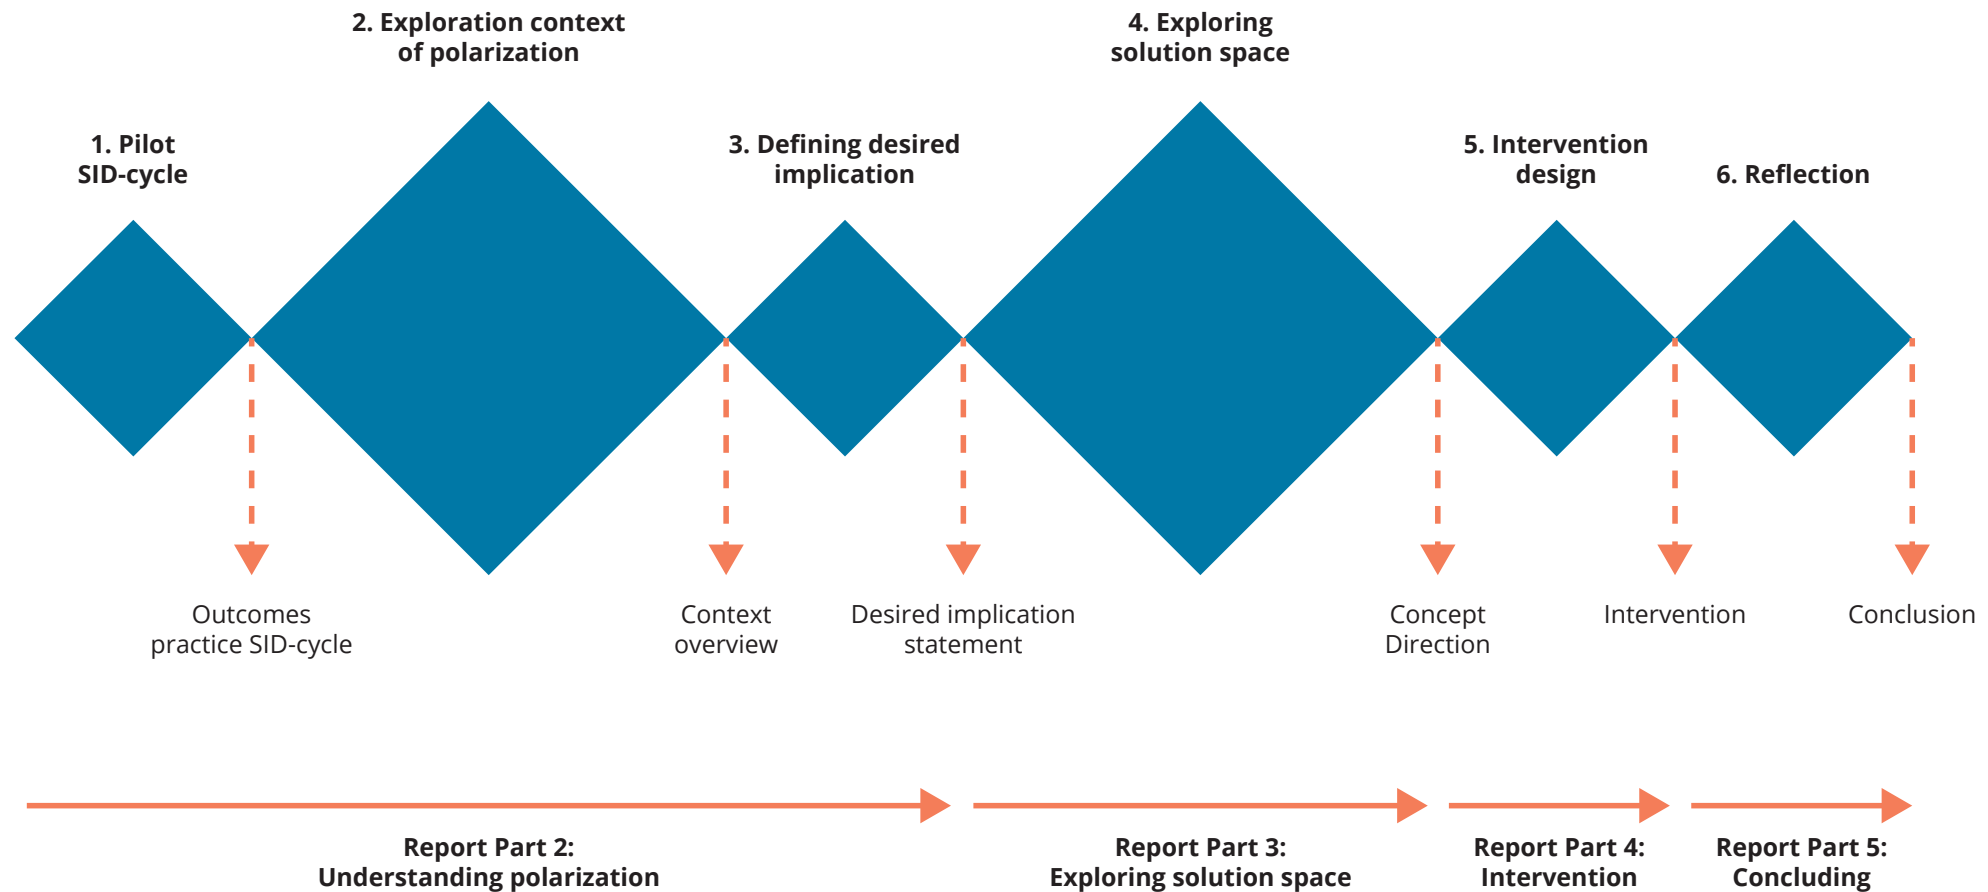 2. Exploration context
of polarization
4. Exploring
solution space
1. Pilot
SID-cycle
3. Defining desired
implication
5. Intervention
design
6. Reflection
Outcomes
practice SID-cycle
Context
overview
Desired implication
statement
Concept
Direction
Intervention
Conclusion
Report Part 2:
Understanding polarization
Report Part 3:
Exploring solution space
Report Part 4:
Intervention
Report Part 5:
Concluding